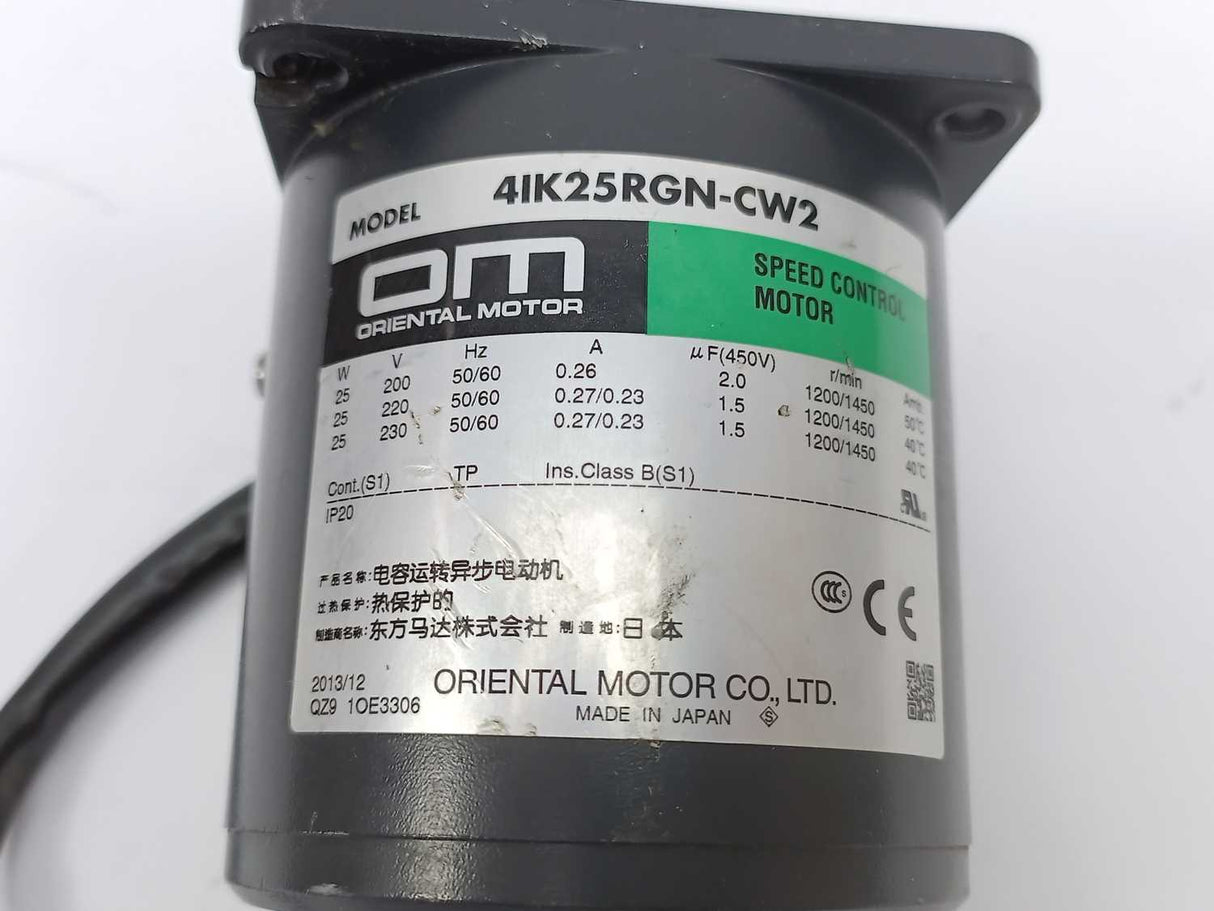 MODEL 4IK25RGN-CW2
OM
ORIENTAL MOTOR
SPEED CONTROL
MOTOR
W V Hz A μF(450V) r/min Amb.
25 200 50/60 0.26 2.0 1200/1450 50°C
25 220 50/60 0.27/0.23 1.5 1200/1450 40°C
25 230 50/60 0.27/0.23 1.5 1200/1450 40°C
Cont.(S1) TP Ins.Class B(S1)
IP20
产品名称:电容运转异步电动机
过热保护:热保护的
制造商名称:东方马达株式会社 制造地:日本
CCC S CE
2013/12 ORIENTAL MOTOR CO., LTD.
QZ9 1OE3306 MADE IN JAPAN S